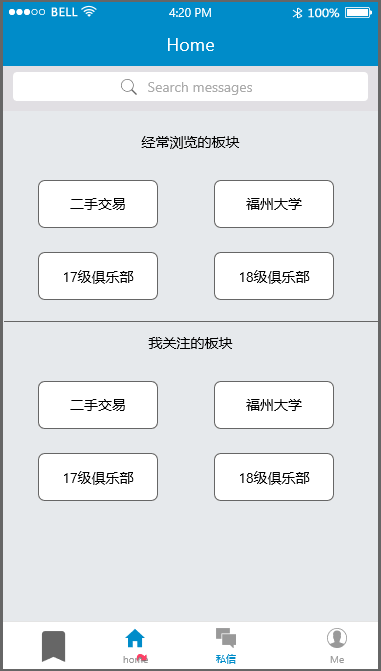 BELL 4:20 PM 100%
Home
Search messages
经常浏览的板块
二手交易 福州大学
17级俱乐部 18级俱乐部
我关注的板块
二手交易 福州大学
17级俱乐部 18级俱乐部
home 私信 Me